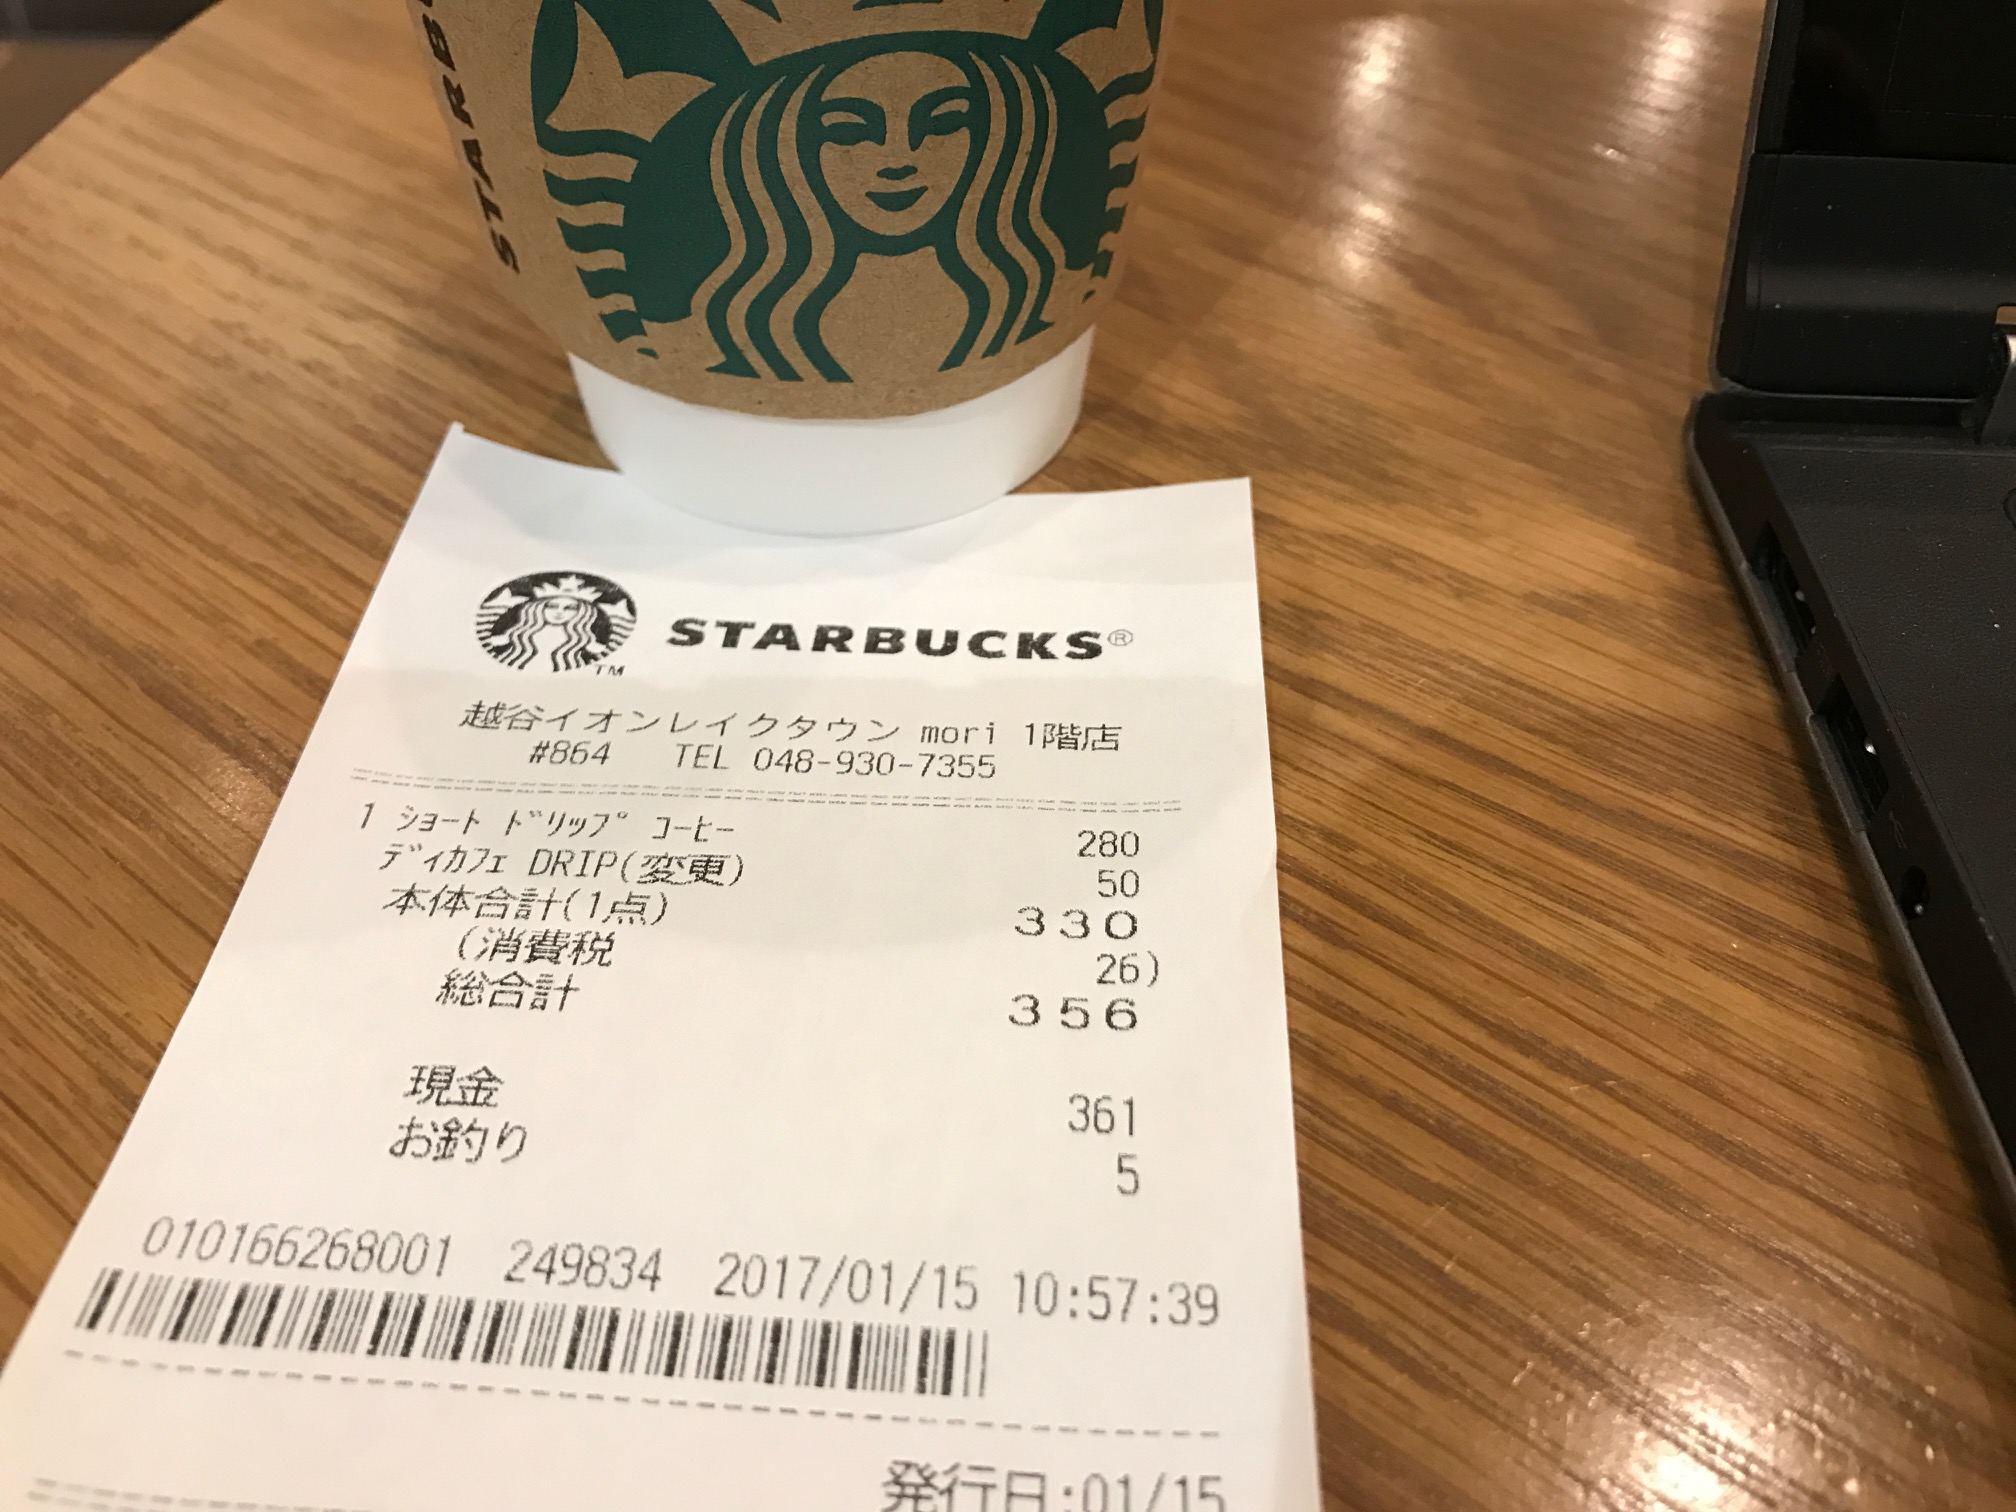 STARBUCKS
STARBUCKS®
TM
越谷イオンレイクタウン mori 1階店
#864 TEL 048-930-7355
1 ショート ドリップ コーヒー 280
ディカフェ DRIP(変更) 50
本体合計(1点) 330
(消費税 26)
総合計 356
現金 361
お釣り 5
010166268001 249834 2017/01/15 10:57:39
発行日:01/15